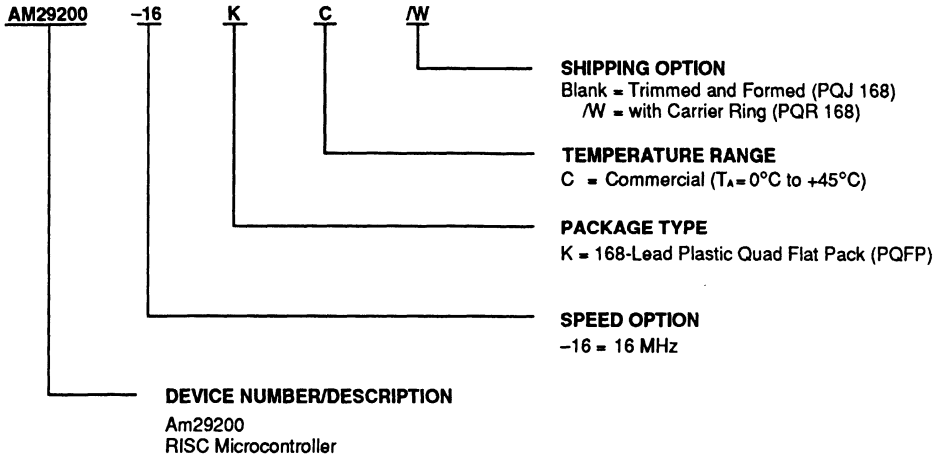 AM29200 –16 K C /W
SHIPPING OPTION
Blank = Trimmed and Formed (PQJ 168)
/W = with Carrier Ring (PQR 168)
TEMPERATURE RANGE
C = Commercial (TA = 0°C to +45°C)
PACKAGE TYPE
K = 168-Lead Plastic Quad Flat Pack (PQFP)
SPEED OPTION
–16 = 16 MHz
DEVICE NUMBER/DESCRIPTION
Am29200
RISC Microcontroller